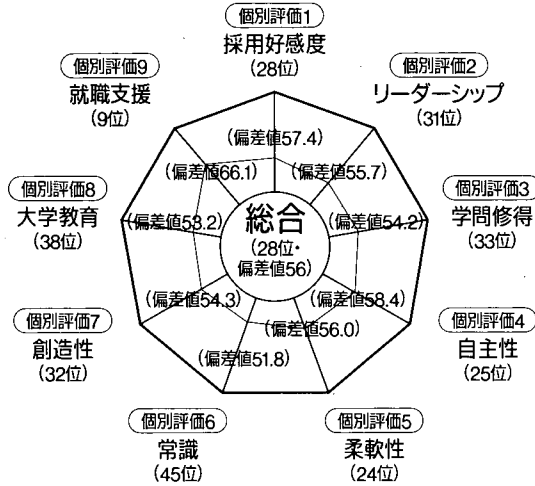 個別評価1
採用好感度
(28位)
個別評価2
リーダーシップ
(31位)
個別評価3
学問修得
(33位)
個別評価4
自主性
(25位)
個別評価5
柔軟性
(24位)
個別評価6
常識
(45位)
個別評価7
創造性
(32位)
個別評価8
大学教育
(38位)
個別評価9
就職支援
(9位)
(偏差値57.4)
(偏差値55.7)
(偏差値54.2)
(偏差値58.4)
(偏差値56.0)
(偏差値51.8)
(偏差値54.3)
(偏差値53.2)
(偏差値66.1)
総合
(28位・
偏差値56)